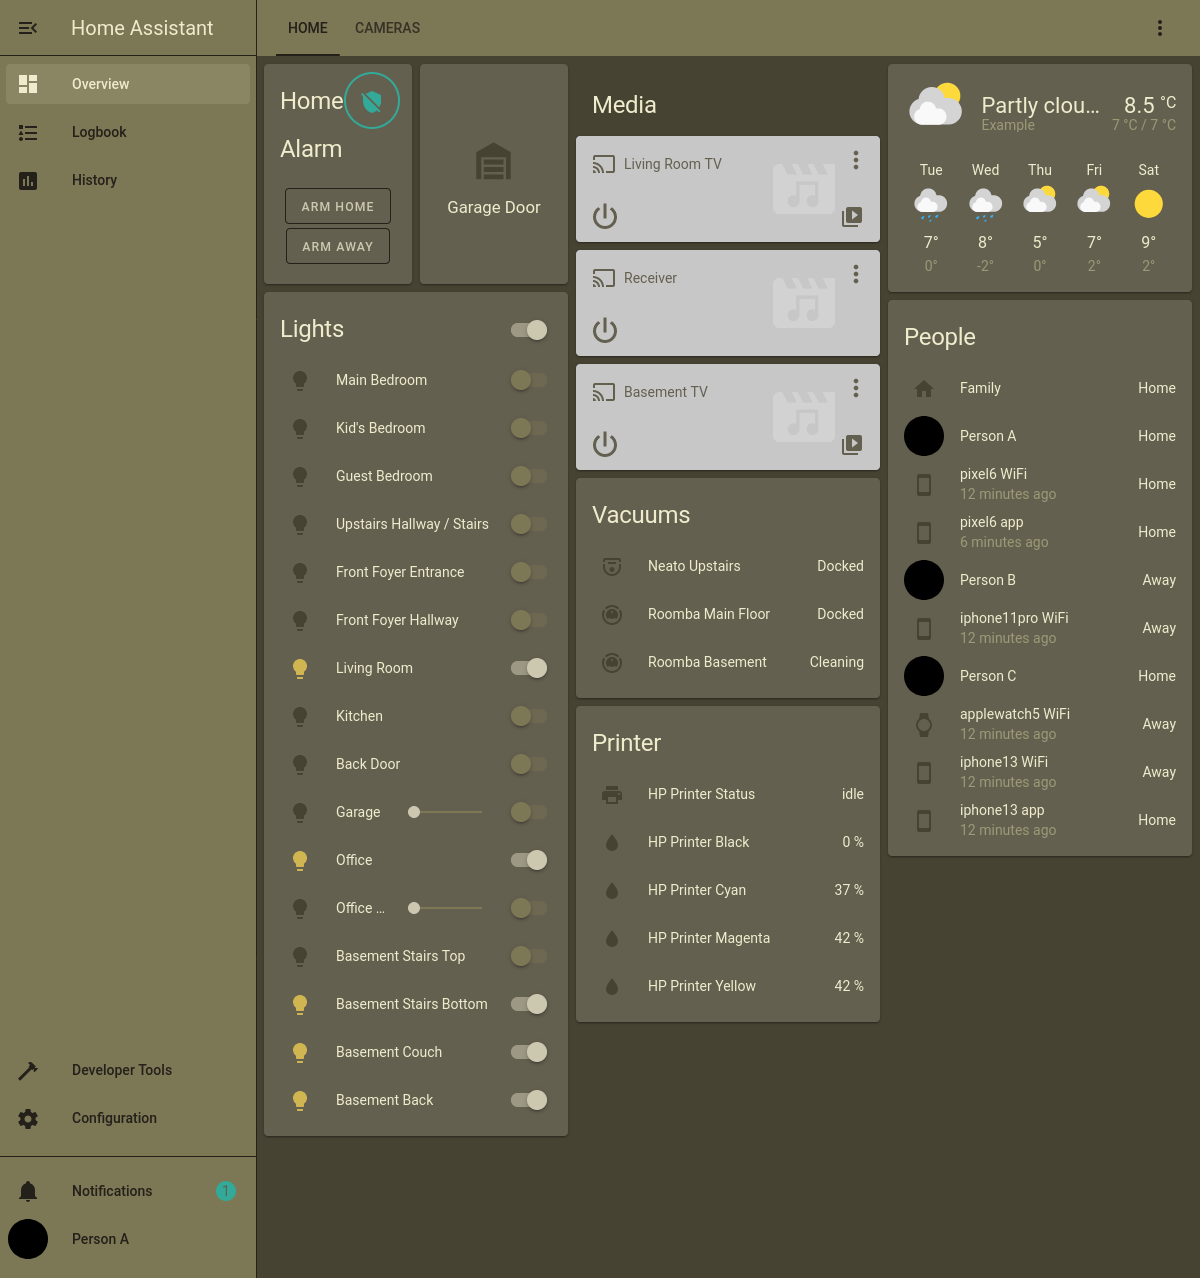 Home Assistant
Overview
Logbook
History
Developer Tools
Configuration
Notifications 1
Person A
HOME CAMERAS
Home
Alarm
ARM HOME
ARM AWAY
Garage Door
Lights
Main Bedroom
Kid's Bedroom
Guest Bedroom
Upstairs Hallway / Stairs
Front Foyer Entrance
Front Foyer Hallway
Living Room
Kitchen
Back Door
Garage
Office
Office ...
Basement Stairs Top
Basement Stairs Bottom
Basement Couch
Basement Back
Media
Living Room TV
Receiver
Basement TV
Vacuums
Neato Upstairs Docked
Roomba Main Floor Docked
Roomba Basement Cleaning
Printer
HP Printer Status idle
HP Printer Black 0 %
HP Printer Cyan 37 %
HP Printer Magenta 42 %
HP Printer Yellow 42 %
Partly clou... 8.5 °C
Example 7 °C / 7 °C
Tue Wed Thu Fri Sat
7° 8° 5° 7° 9°
0° -2° 0° 2° 2°
People
Family Home
Person A Home
pixel6 WiFi Home
12 minutes ago
pixel6 app Home
6 minutes ago
Person B Away
iphone11pro WiFi Away
12 minutes ago
Person C Home
applewatch5 WiFi Away
12 minutes ago
iphone13 WiFi Away
12 minutes ago
iphone13 app Home
12 minutes ago